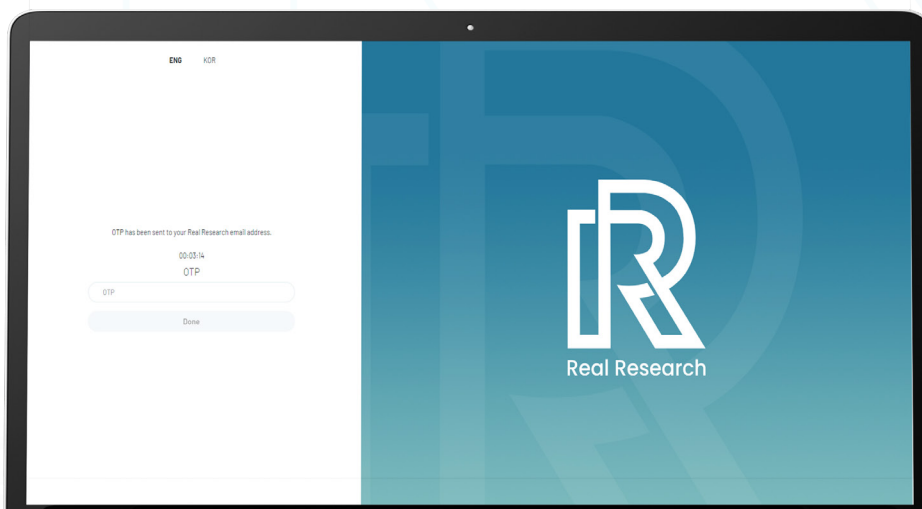 ENG KOR
OTP has been sent to your Real Research email address.
00:03:14
OTP
OTP
Done
Real Research